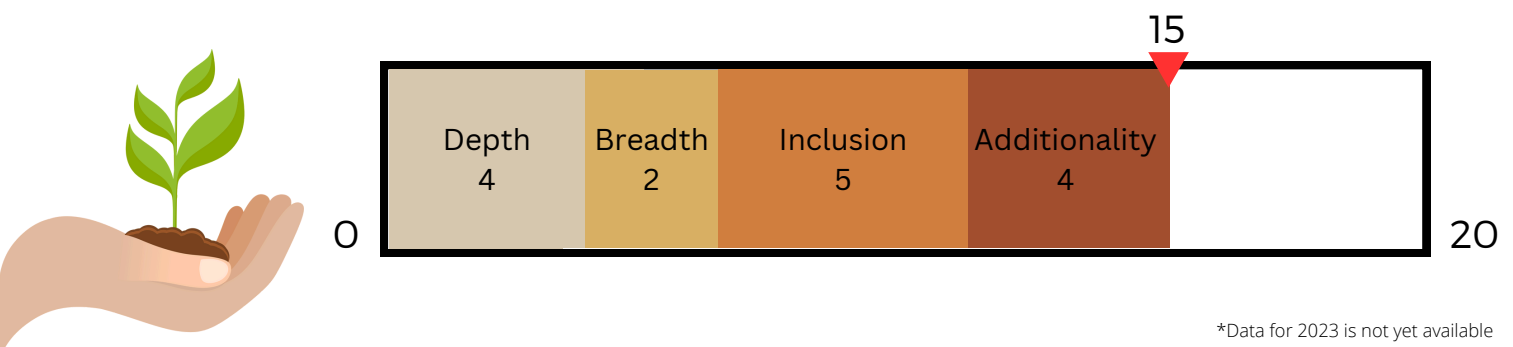 15
Depth
4
Breadth
2
Inclusion
5
Additionality
4
0
20
*Data for 2023 is not yet available